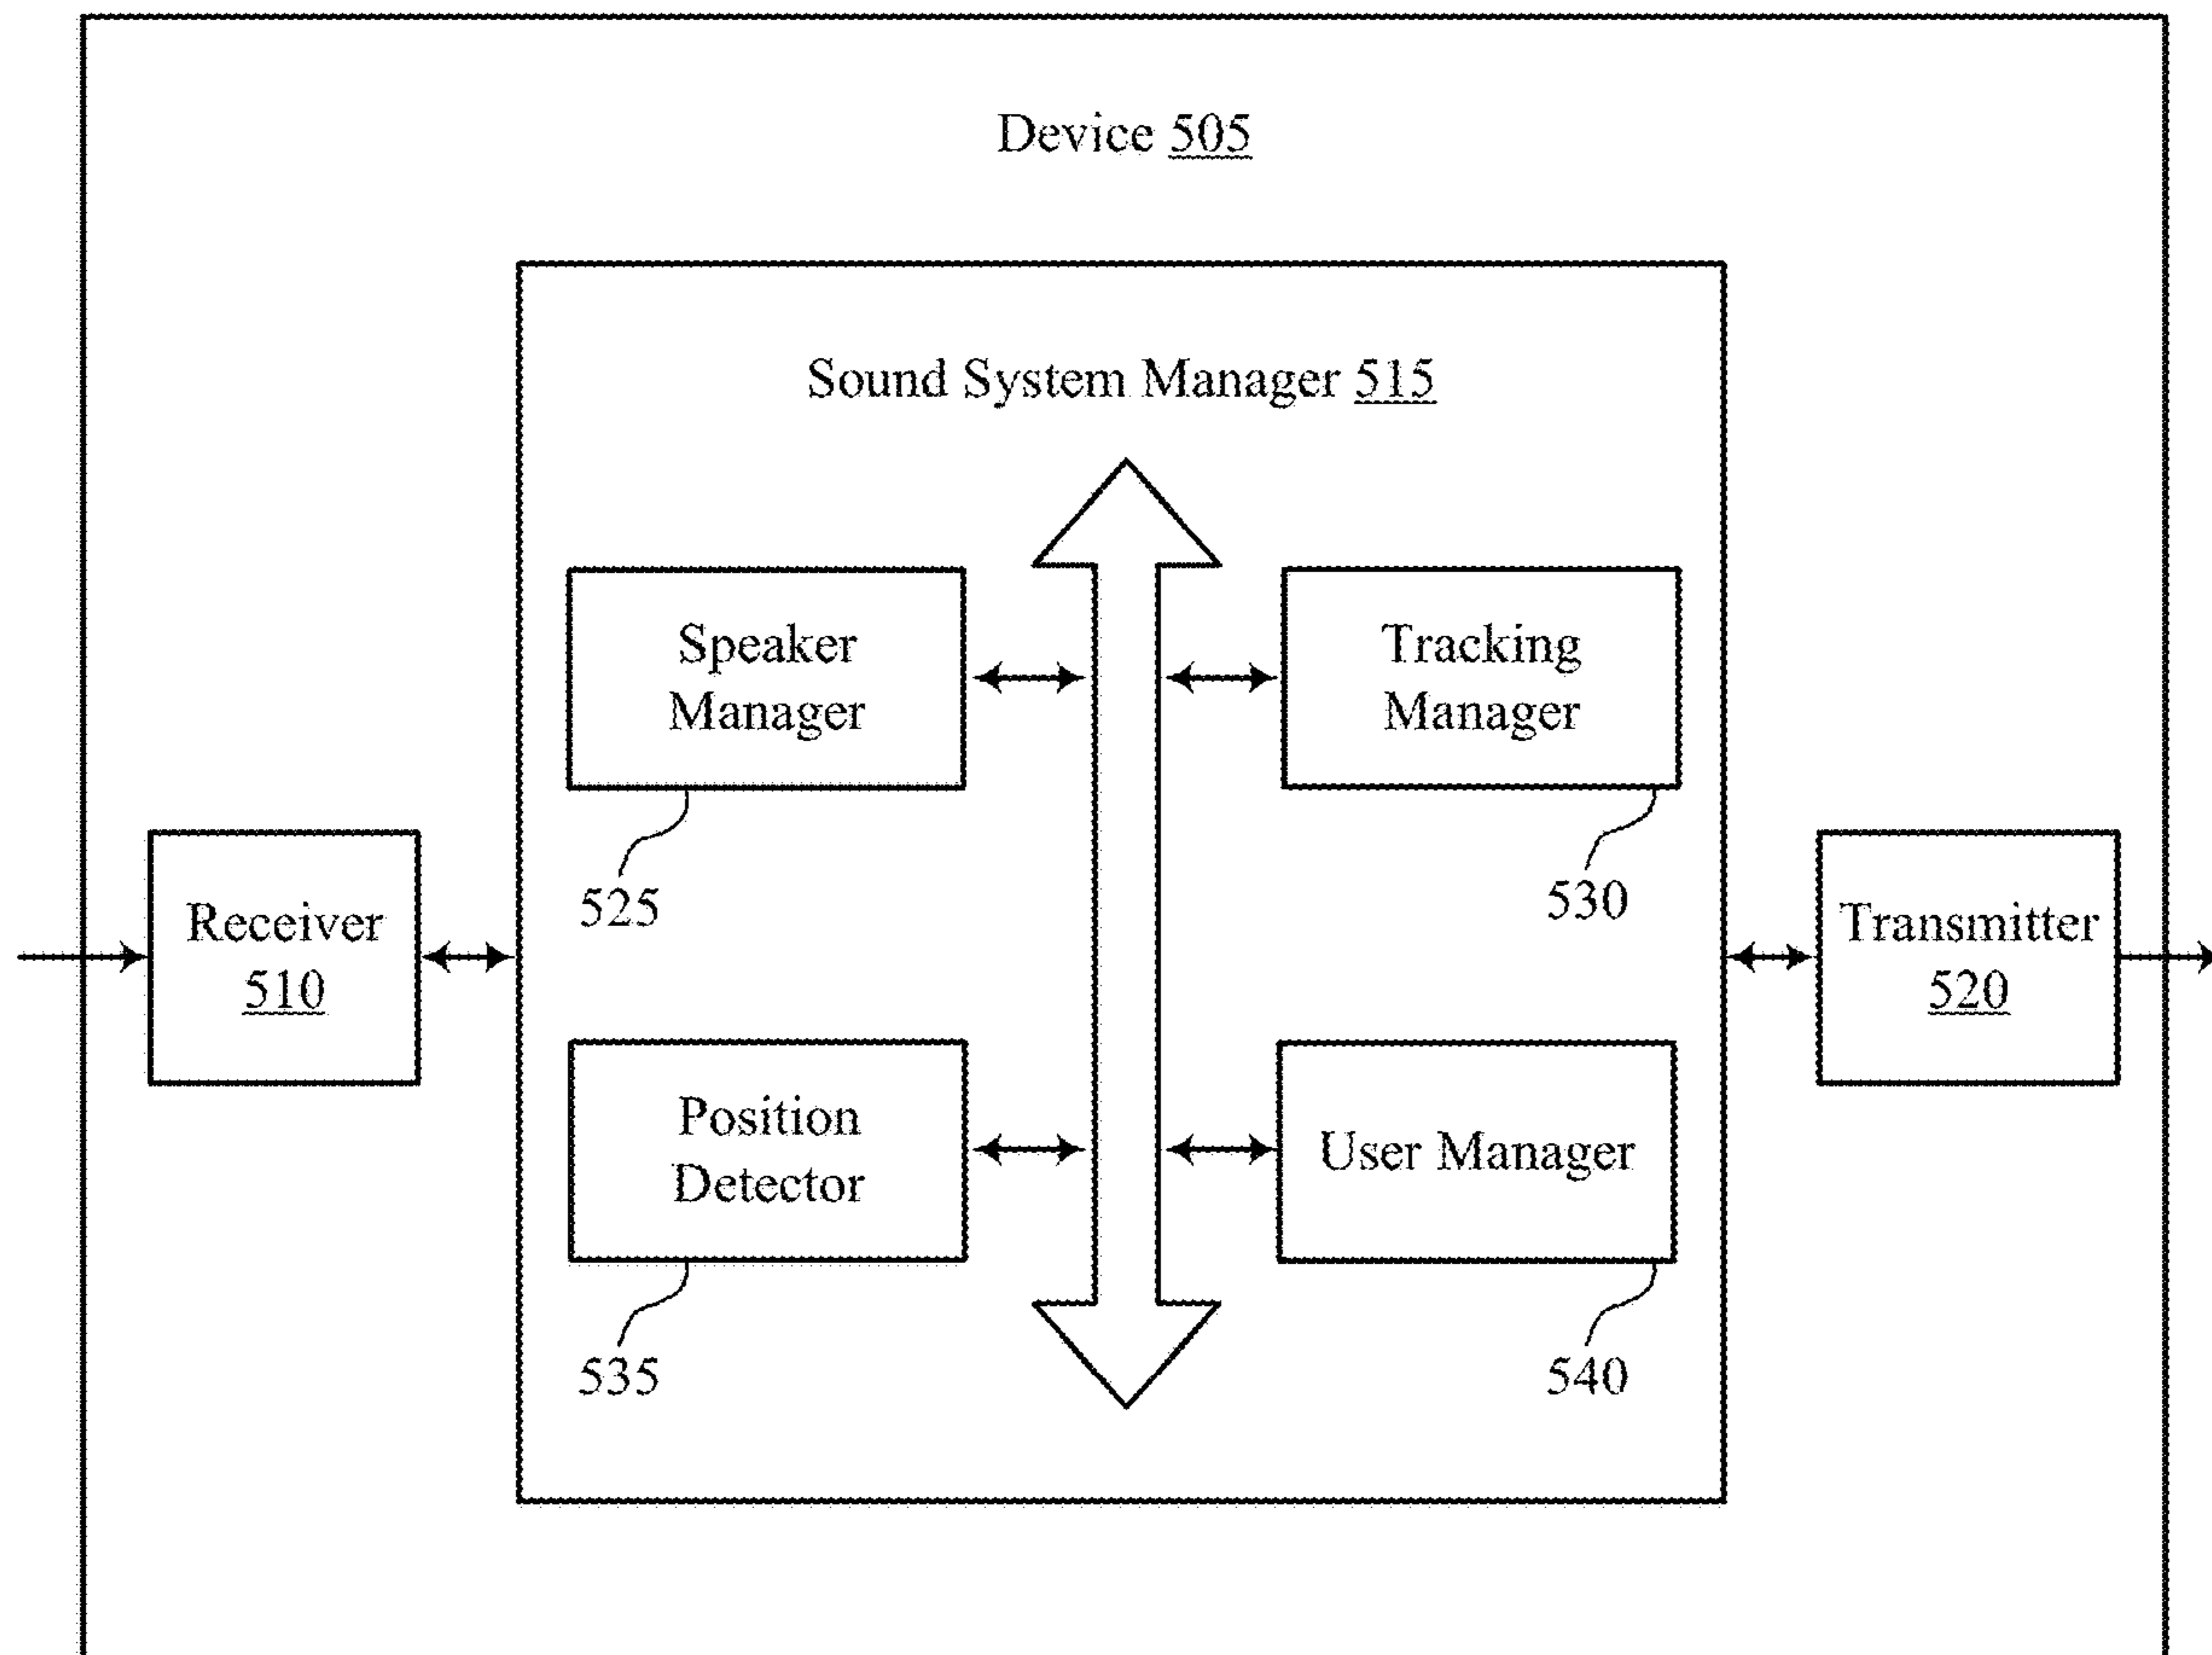 Device 505
Sound System Manager 515
Speaker
Manager
525
Tracking
Manager
530
Receiver
510
Transmitter
520
Position
Detector
535
User Manager
540